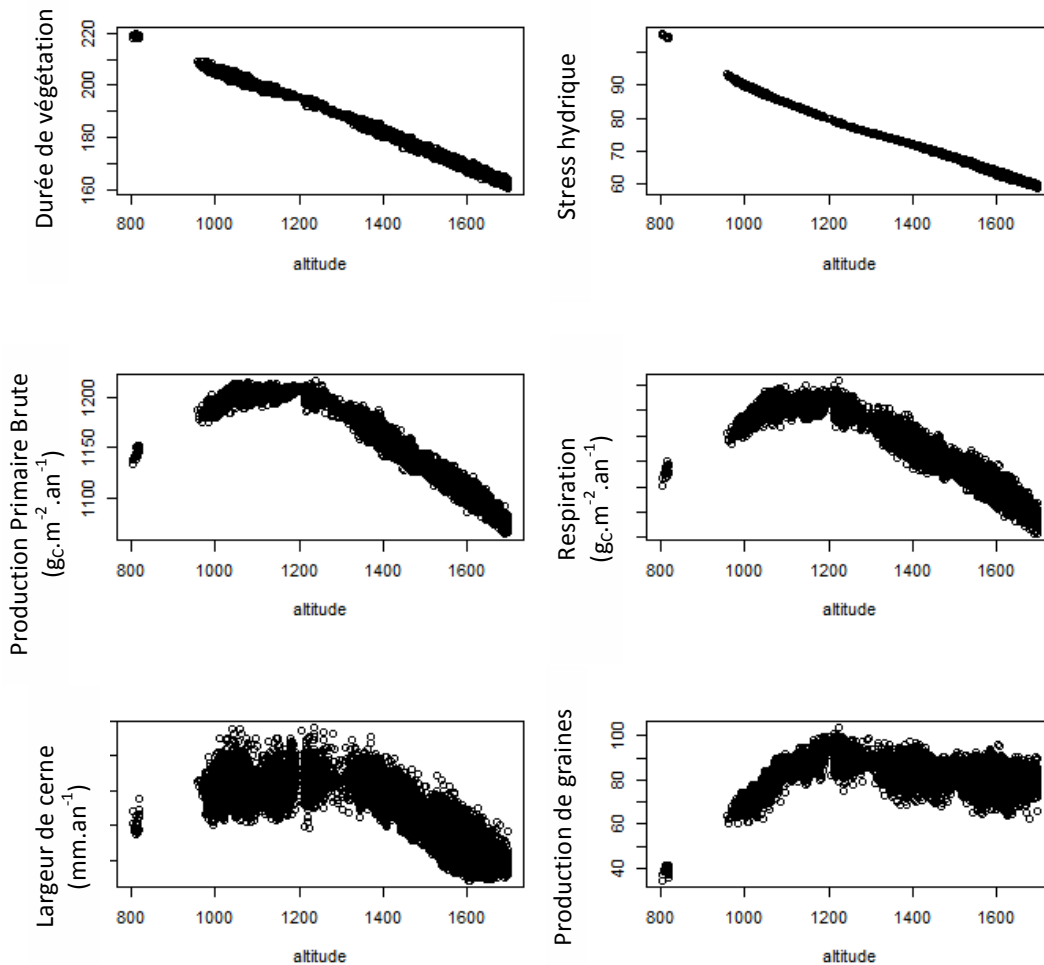 Durée de végétation
160 180 200 220
800 1000 1200 1400 1600
altitude
Stress hydrique
60 70 80 90
800 1000 1200 1400 1600
altitude
Production Primaire Brute
(gc.m-2.an-1)
1100 1150 1200
800 1000 1200 1400 1600
altitude
Respiration
(gc.m-2.an-1)
800 1000 1200 1400 1600
altitude
Largeur de cerne
(mm.an-1)
800 1000 1200 1400 1600
altitude
Production de graines
40 60 80 100
800 1000 1200 1400 1600
altitude